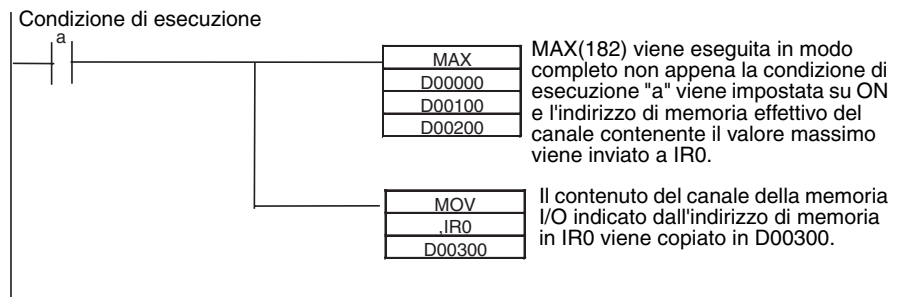 Condizione di esecuzione
a
MAX
D00000
D00100
D00200
MAX(182) viene eseguita in modo
completo non appena la condizione di
esecuzione "a" viene impostata su ON
e l'indirizzo di memoria effettivo del
canale contenente il valore massimo
viene inviato a IR0.
MOV
,IR0
D00300
Il contenuto del canale della memoria
I/O indicato dall'indirizzo di memoria
in IR0 viene copiato in D00300.